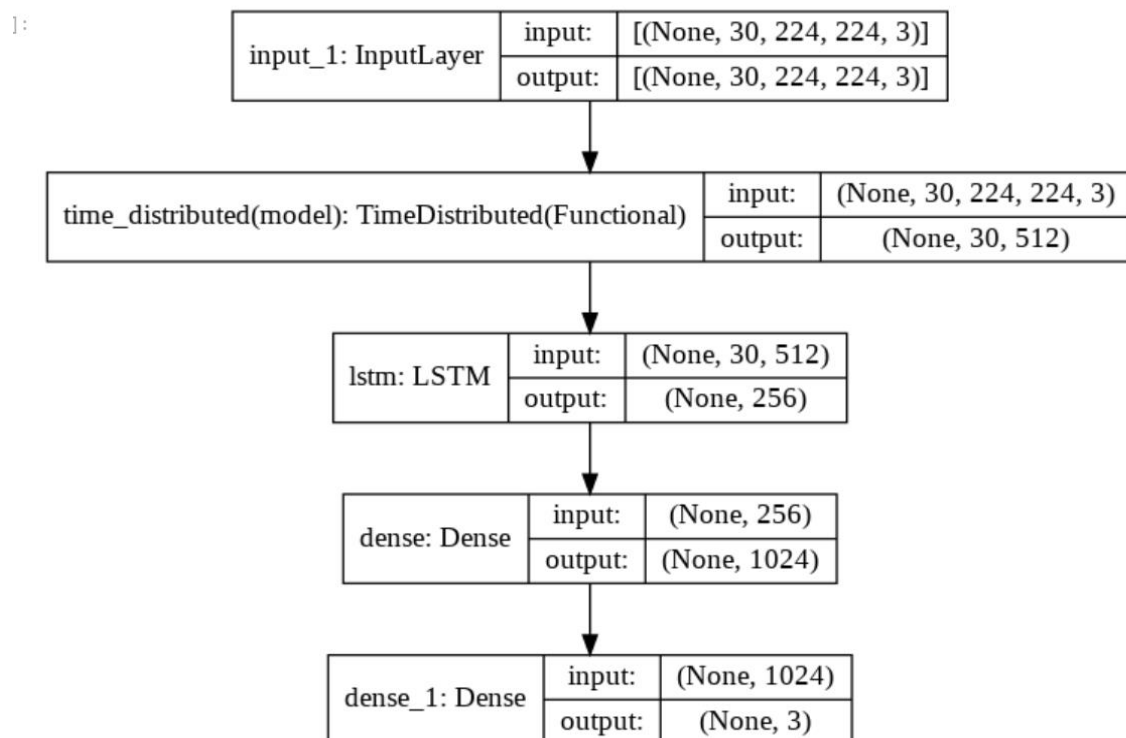 ]:
input_1: InputLayer
input:
[(None, 30, 224, 224, 3)]
output:
[(None, 30, 224, 224, 3)]
time_distributed(model): TimeDistributed(Functional)
input:
(None, 30, 224, 224, 3)
output:
(None, 30, 512)
lstm: LSTM
input:
(None, 30, 512)
output:
(None, 256)
dense: Dense
input:
(None, 256)
output:
(None, 1024)
dense_1: Dense
input:
(None, 1024)
output:
(None, 3)